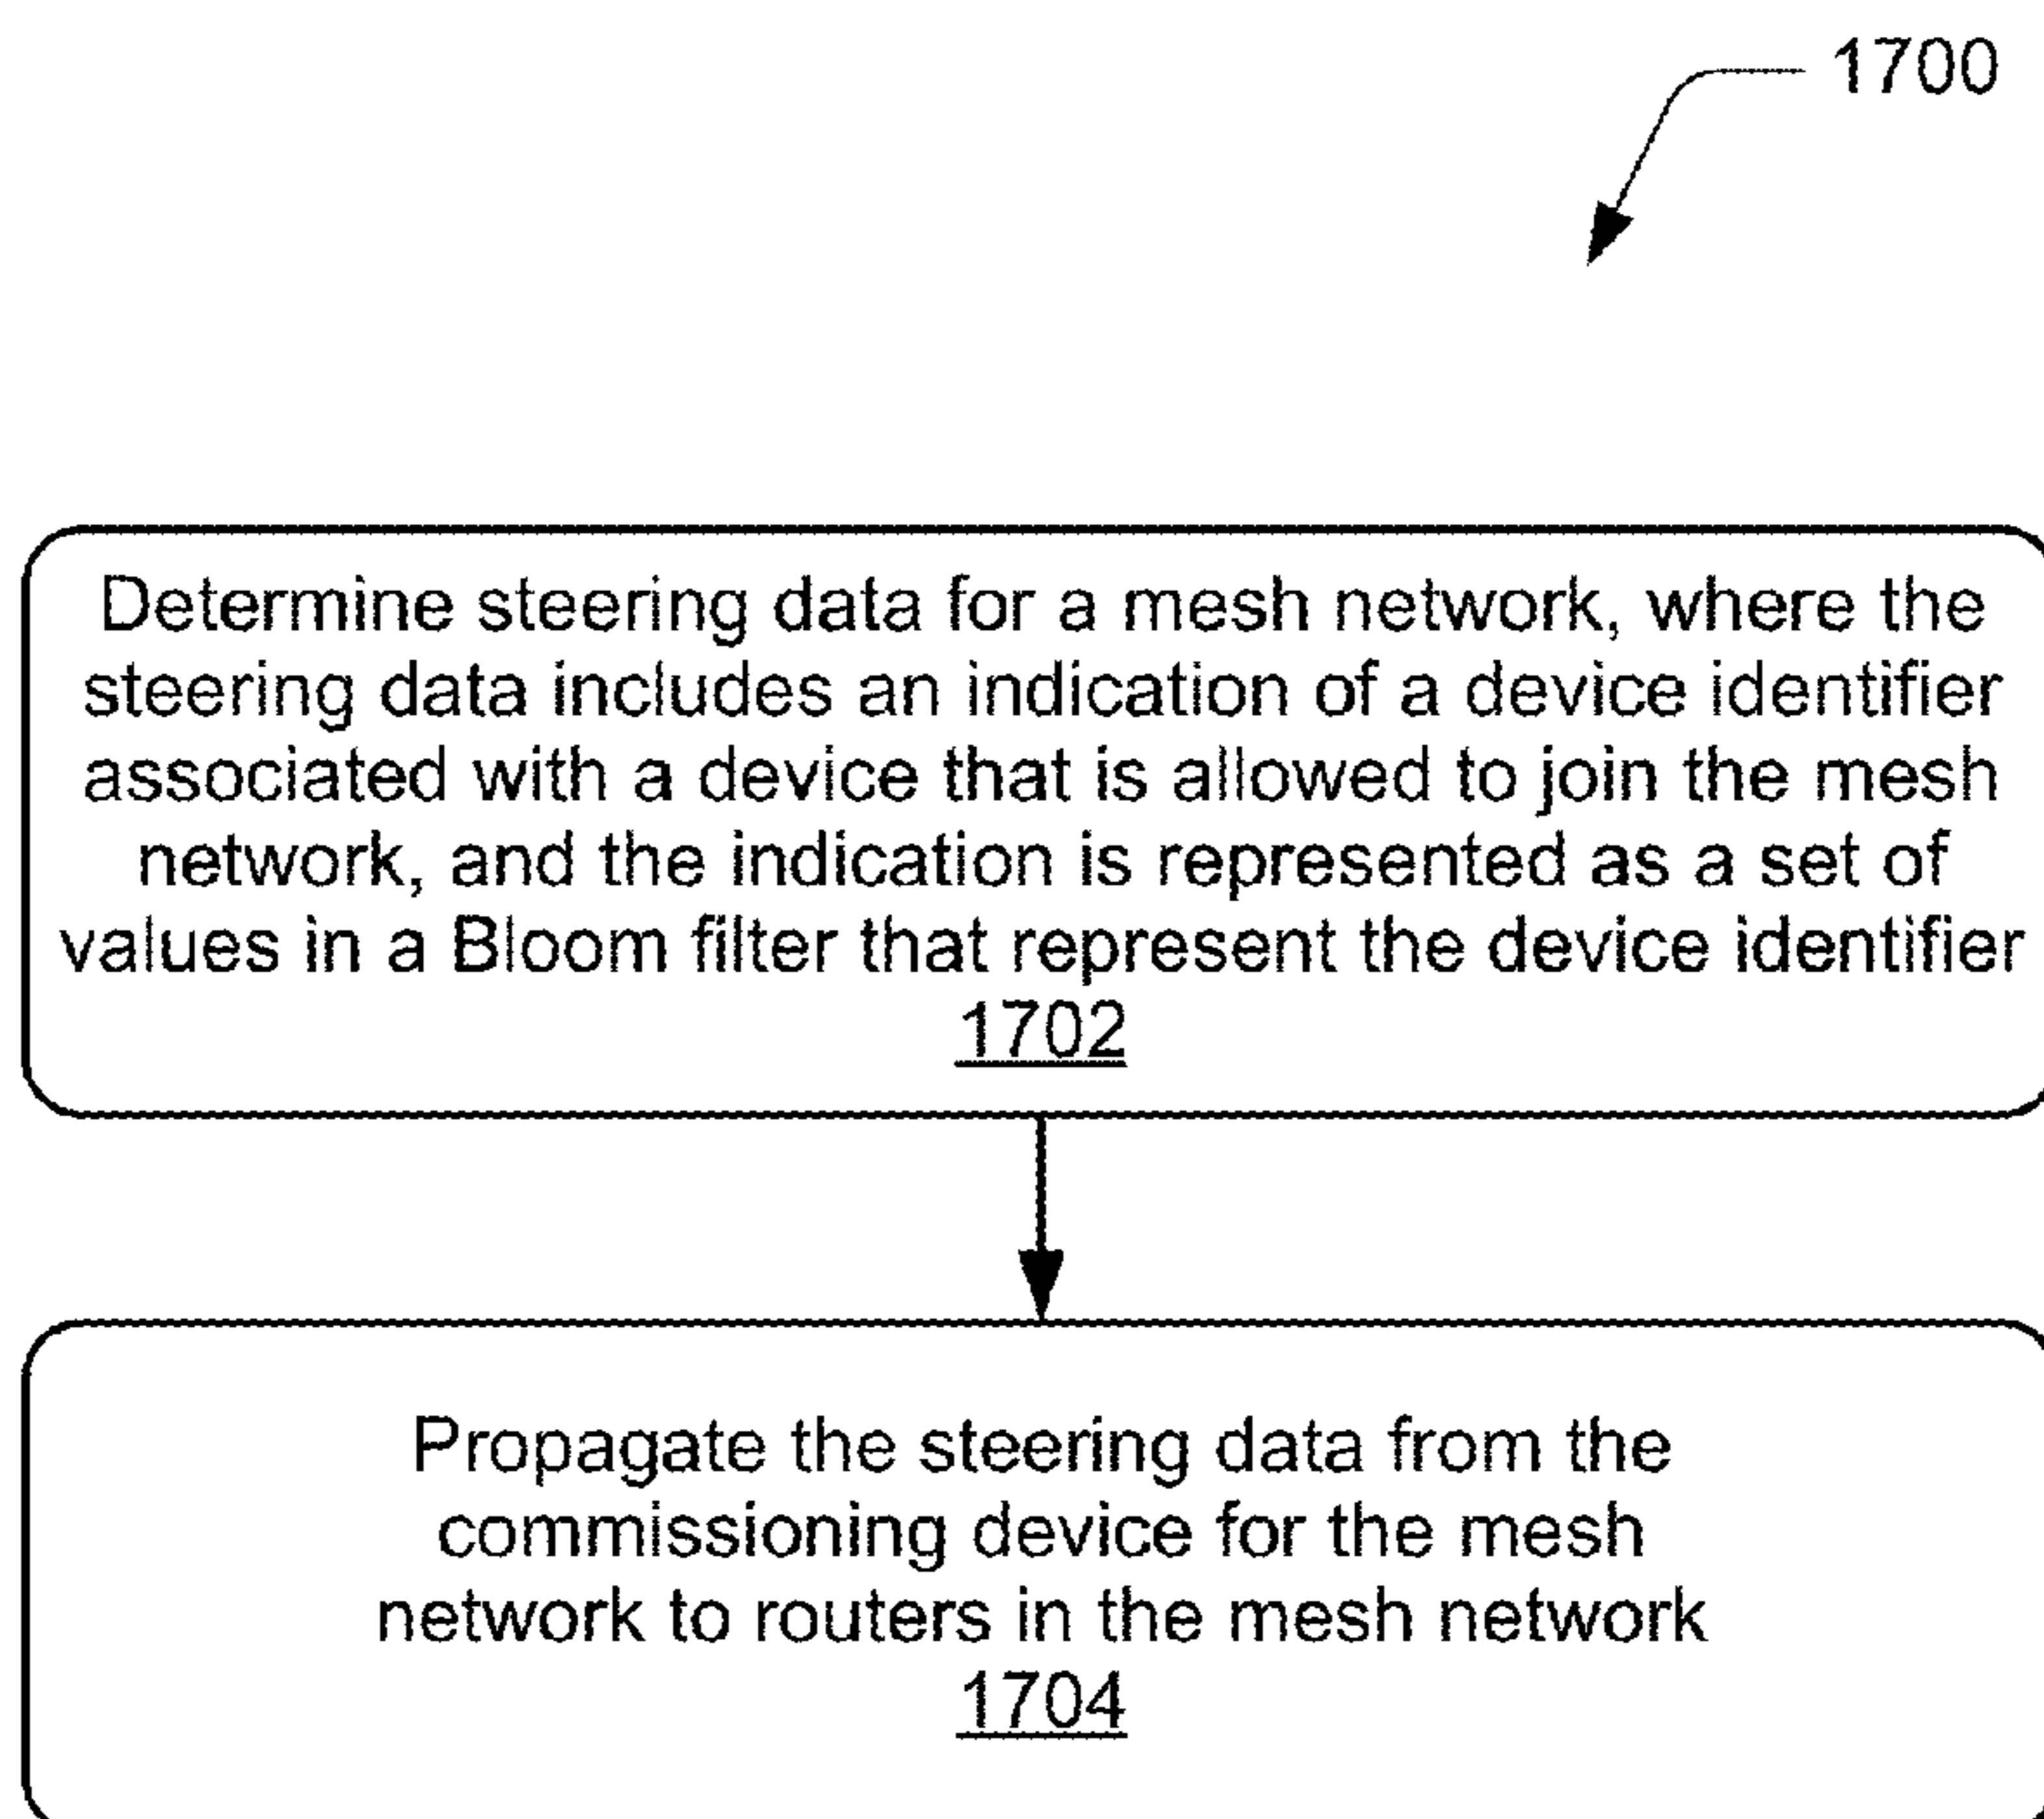 1700
Determine steering data for a mesh network, where the
steering data includes an indication of a device identifier
associated with a device that is allowed to join the mesh
network, and the indication is represented as a set of
values in a Bloom filter that represent the device identifier
1702
Propagate the steering data from the
commissioning device for the mesh
network to routers in the mesh network
1704